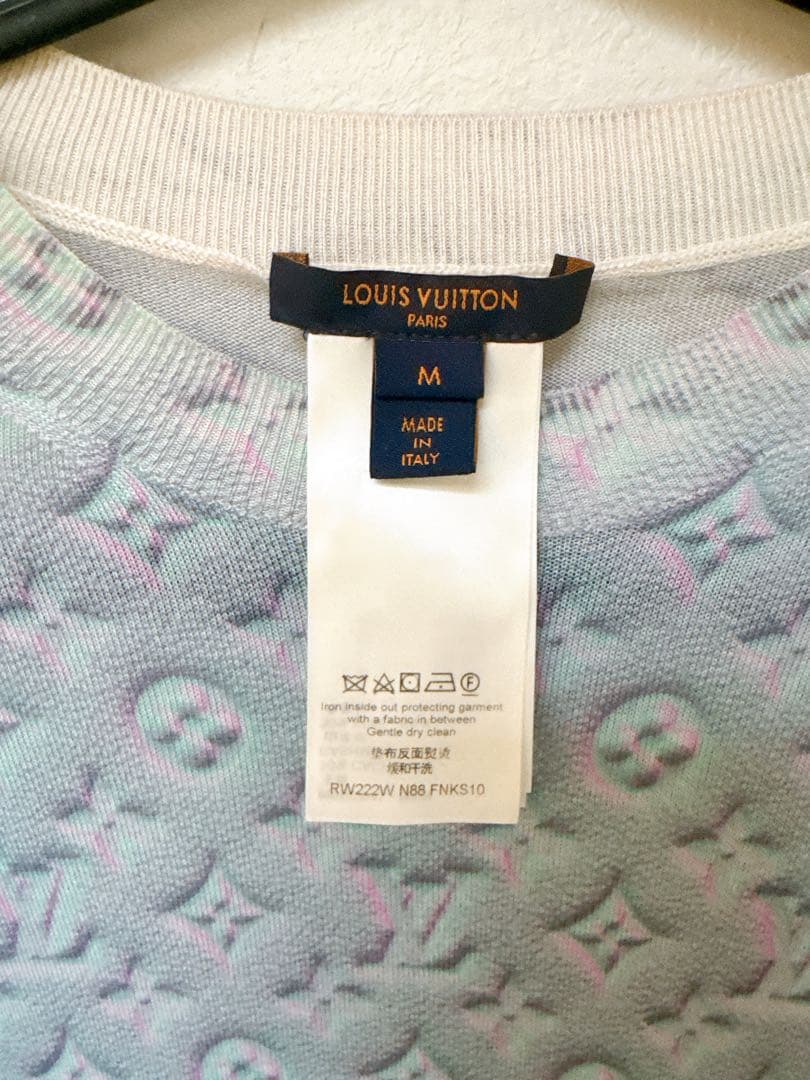 LOUIS VUITTON
PARIS
M
MADE
IN
ITALY
F
Iron inside out protecting garment
with a fabric in between
Gentle dry clean
垫布反面熨烫
缓和干洗
RW222W N88 FNKS10